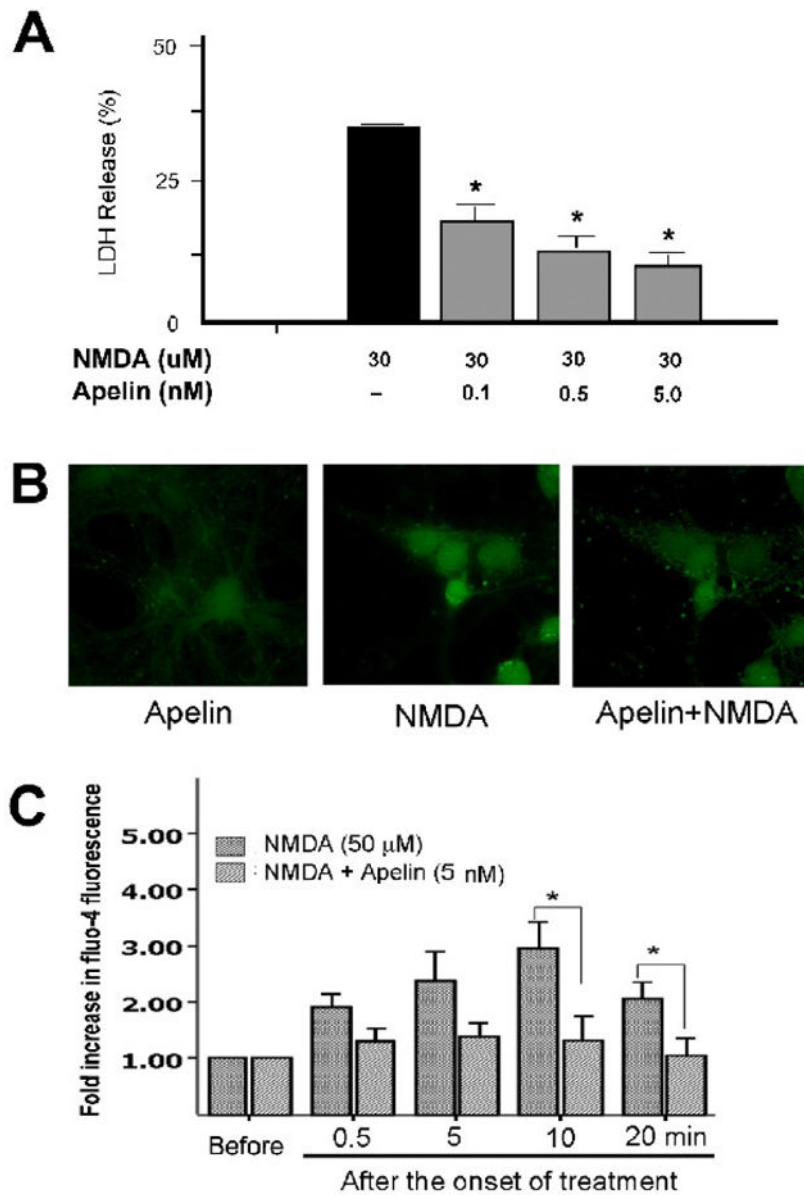 A
50
LDH Release (%)
25
0
* * *
NMDA (uM) 30 30 30 30
Apelin (nM) – 0.1 0.5 5.0
B
Apelin NMDA Apelin+NMDA
C
Fold increase in fluo-4 fluorescence
5.00
4.00
3.00
2.00
1.00
NMDA (50 μM)
NMDA + Apelin (5 nM)
* *
Before 0.5 5 10 20 min
After the onset of treatment